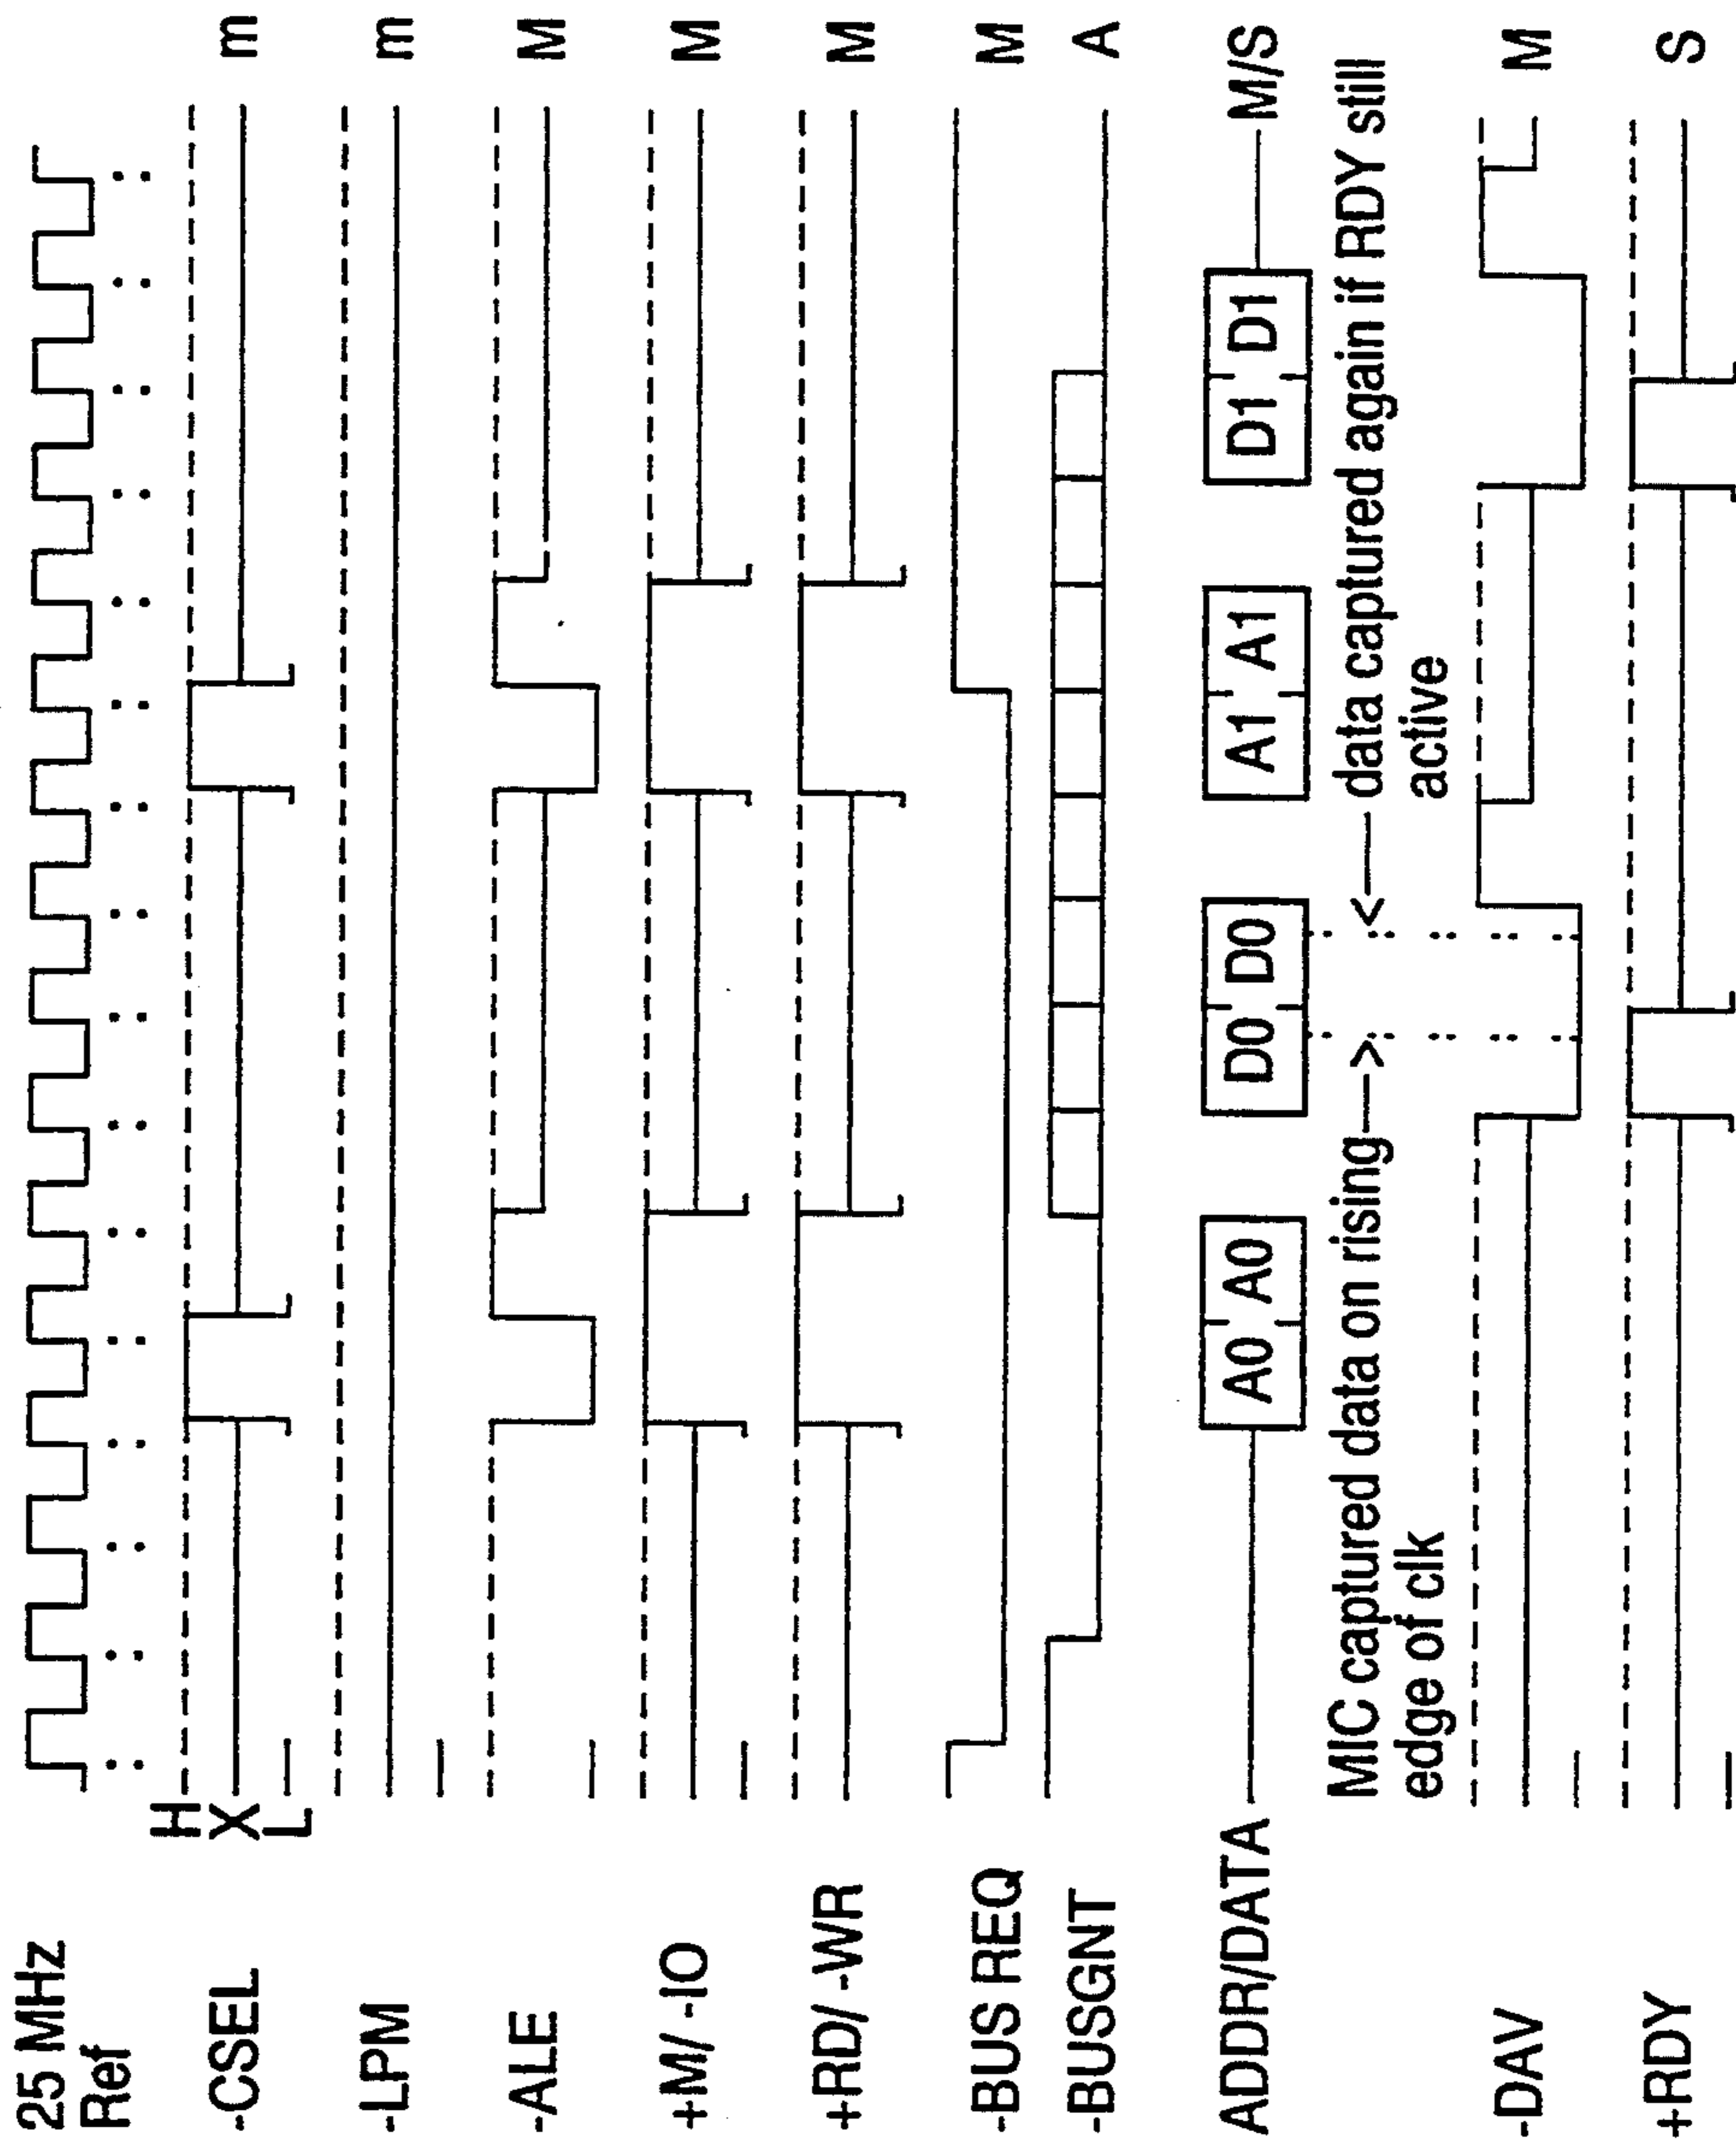 25 MHz
Ref
H
X
L
-CSEL m
-LPM m
-ALE M
+M/ -IO M
+RD/ -WR M
-BUS REQ M
-BUSGNT A
ADDR/DATA A0 A0 D0 D0 A1 A1 D1 D1 M/S
MIC captured data on rising—> <—data captured again if RDY still
edge of clk active
-DAV M
+RDY S